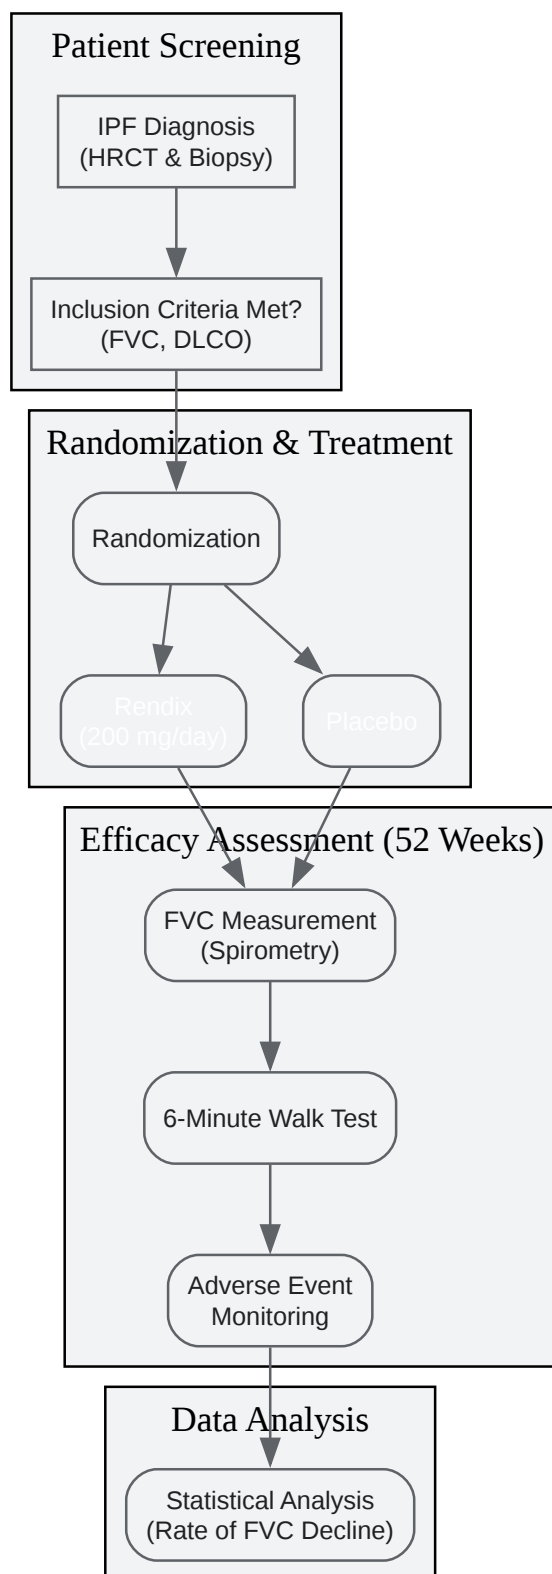 Patient Screening
IPF Diagnosis
(HRCT & Biopsy)
Inclusion Criteria Met?
(FVC, DLCO)
Randomization & Treatment
Randomization
Rendix
(200 mg/day)
Placebo
Efficacy Assessment (52 Weeks)
FVC Measurement
(Spirometry)
6-Minute Walk Test
Adverse Event
Monitoring
Data Analysis
Statistical Analysis
(Rate of FVC Decline)